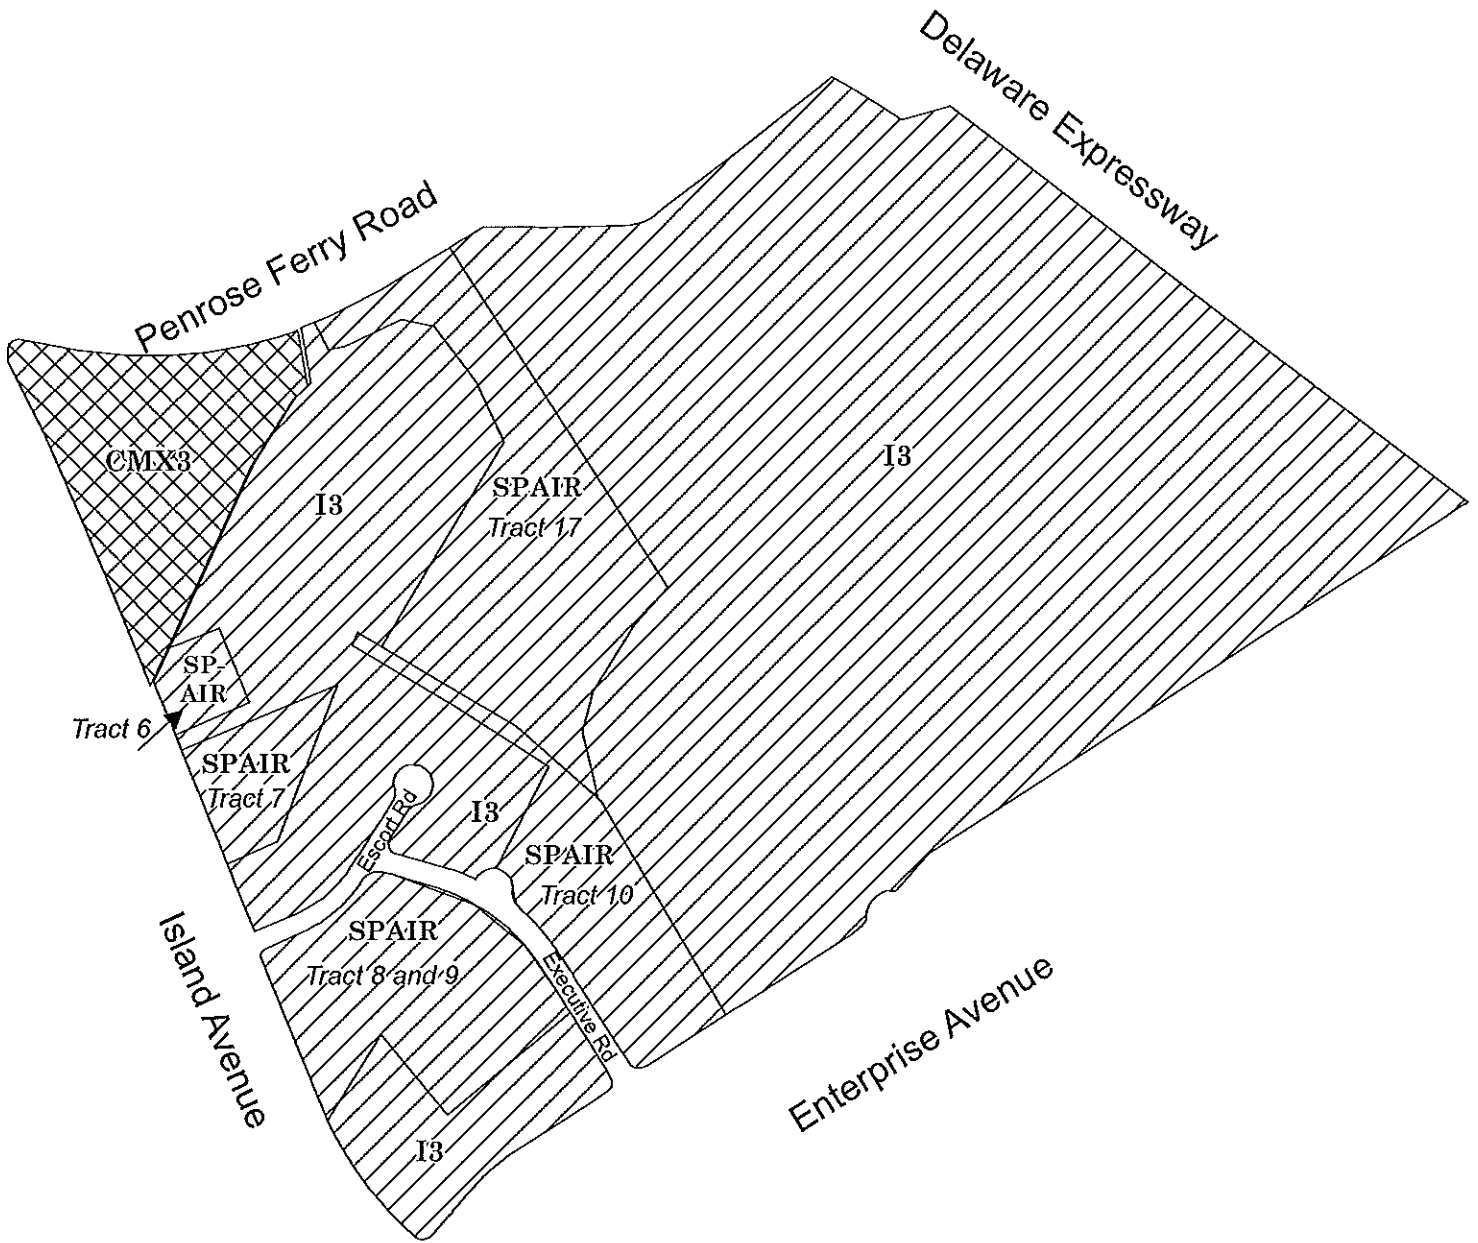 Delaware Expressway
Penrose Ferry Road
CMX3
I3
SPAIR
Tract 17
I3
SP-
AIR
Tract 6
SPAIR
Tract 7
Escort Rd
I3
SPAIR
Tract 10
SPAIR
Tract 8 and 9
Executive Rd
Island Avenue
Enterprise Avenue
I3